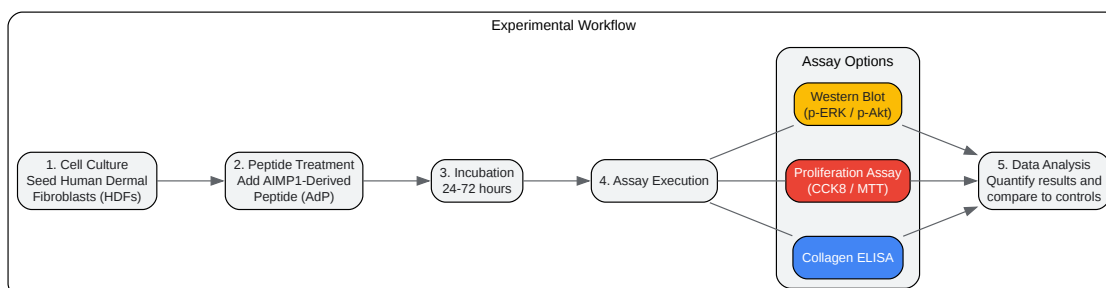 Experimental Workflow
1. Cell Culture
Seed Human Dermal
Fibroblasts (HDFs)
2. Peptide Treatment
Add AIMP1-Derived
Peptide (AdP)
3. Incubation
24-72 hours
4. Assay Execution
Assay Options
Western Blot
(p-ERK / p-Akt)
Proliferation Assay
(CCK8 / MTT)
Collagen ELISA
5. Data Analysis
Quantify results and
compare to controls